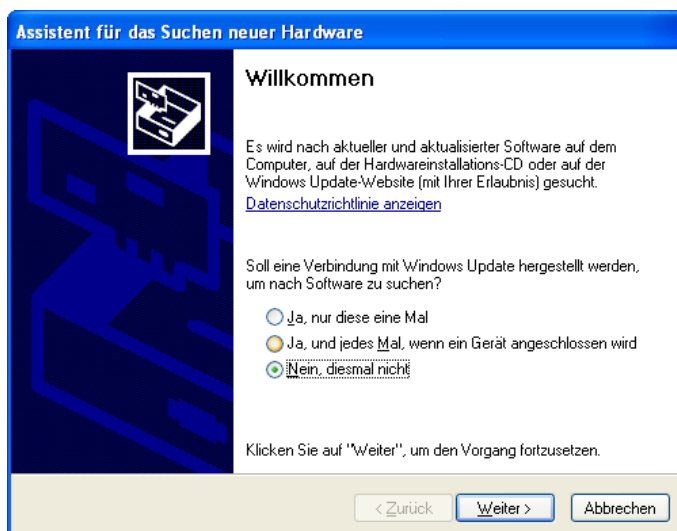 Assistent für das Suchen neuer Hardware
Willkommen
Es wird nach aktueller und aktualisierter Software auf dem
Computer, auf der Hardwareinstallations-CD oder auf der
Windows Update-Website (mit Ihrer Erlaubnis) gesucht.
Datenschutzrichtlinie anzeigen
Soll eine Verbindung mit Windows Update hergestellt werden,
um nach Software zu suchen?
Ja, nur diese eine Mal
Ja, und jedes Mal, wenn ein Gerät angeschlossen wird
Nein, diesmal nicht
Klicken Sie auf "Weiter", um den Vorgang fortzusetzen.
< Zurück Weiter > Abbrechen